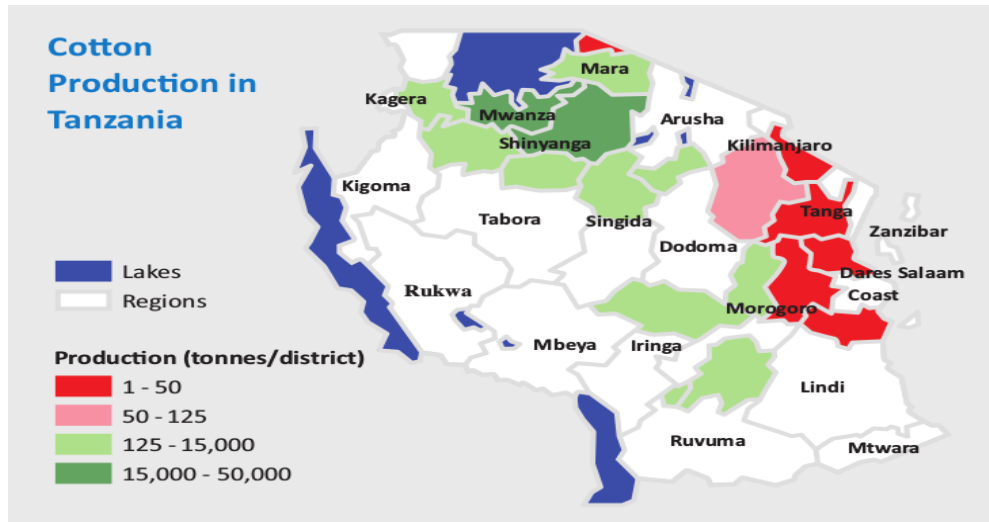 Cotton
Production in
Tanzania
Mara
Kagera
Mwanza
Arusha
Shinyanga
Kilimanjaro
Kigoma
Tabora
Singida
Tanga
Zanzibar
Dodoma
Lakes
Dares Salaam
Regions
Rukwa
Coast
Morogoro
Mbeya
Iringa
Production (tonnes/district)
1 - 50
Lindi
50 - 125
125 - 15,000
Ruvuma
Mtwara
15,000 - 50,000